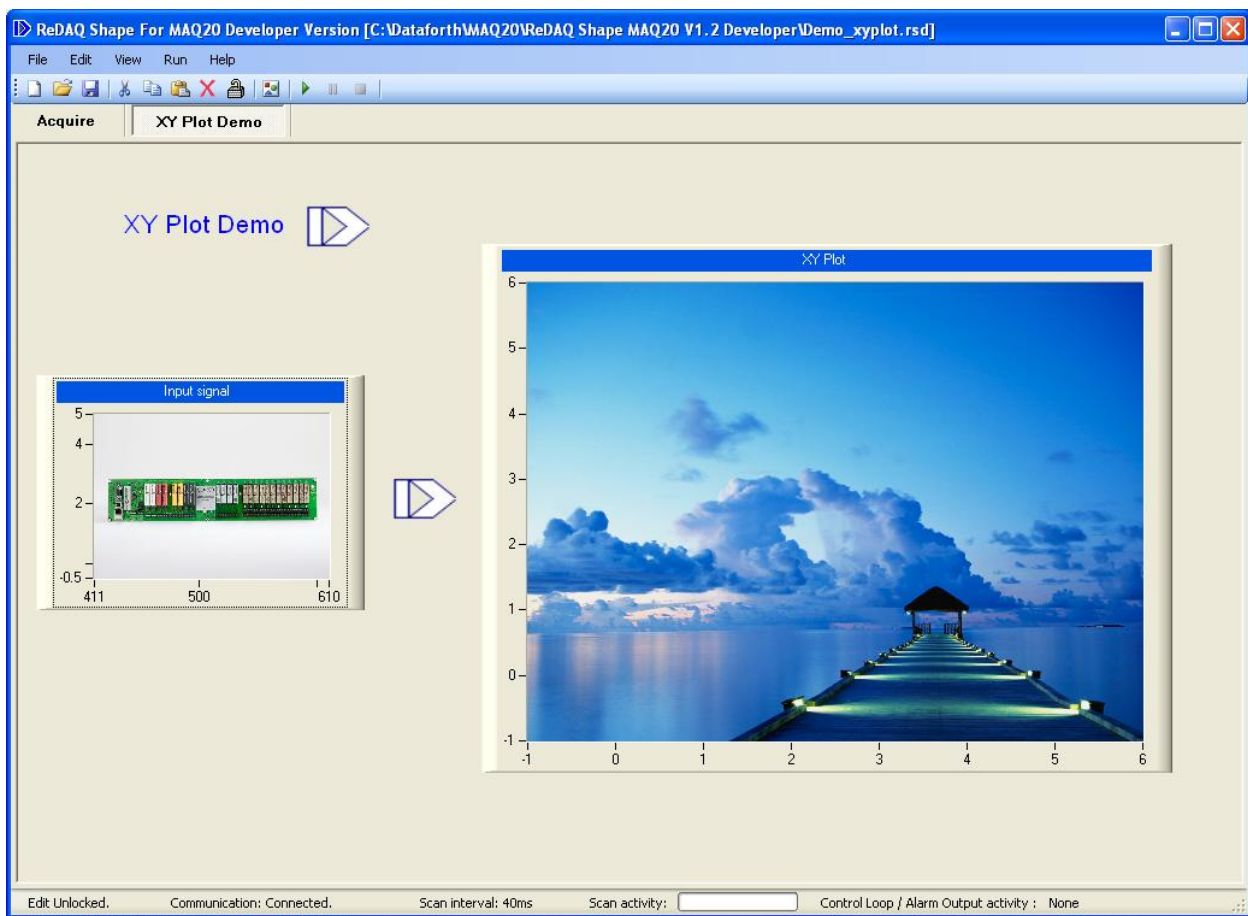 ReDAQ Shape For MAQ20 Developer Version [C:\Dataforth\MAQ20\ReDAQ Shape MAQ20 V1.2 Developer\Demo_xyplot.rsd]
File Edit View Run Help
Acquire XY Plot Demo
XY Plot Demo
XY Plot
6
5
4
3
2
1
0
-1
-1 0 1 2 3 4 5 6
Input signal
5
4
2
-0.5
411 500 610
Edit Unlocked. Communication: Connected. Scan interval: 40ms Scan activity: Control Loop / Alarm Output activity : None